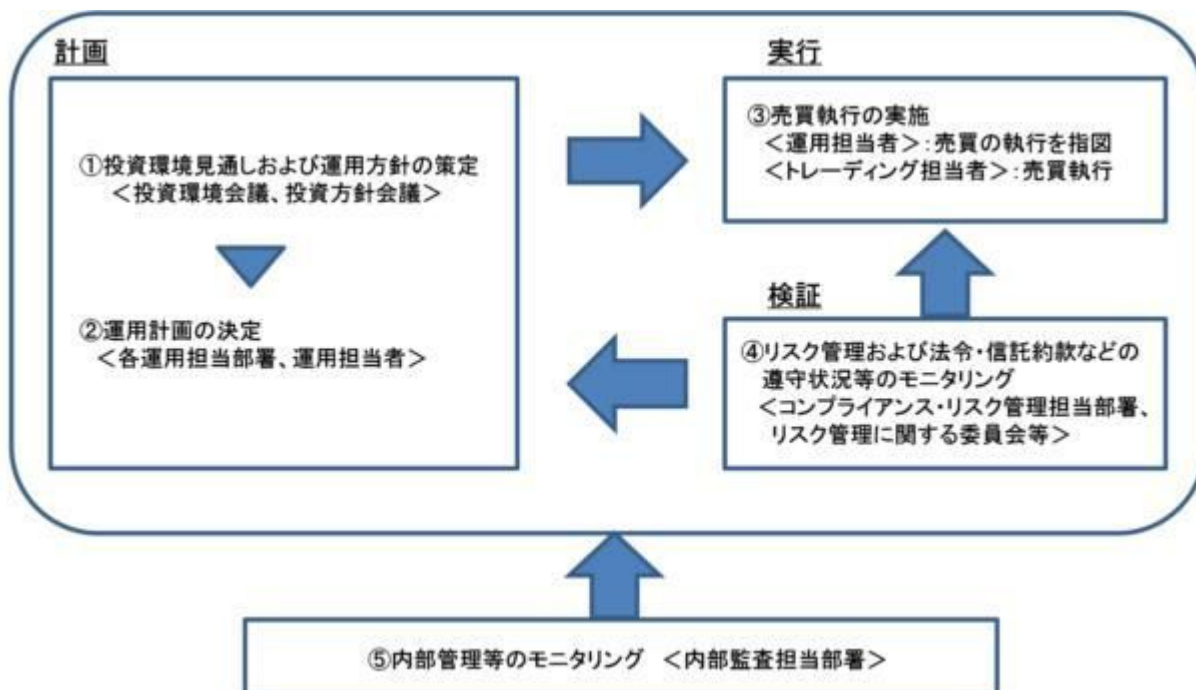 計画
①投資環境見通しおよび運用方針の策定
＜投資環境会議、投資方針会議＞
②運用計画の決定
＜各運用担当部署、運用担当者＞
実行
③売買執行の実施
＜運用担当者＞：売買の執行を指図
＜トレーディング担当者＞：売買執行
検証
④リスク管理および法令・信託約款などの
遵守状況等のモニタリング
＜コンプライアンス・リスク管理担当部署、
リスク管理に関する委員会等＞
⑤内部管理等のモニタリング ＜内部監査担当部署＞